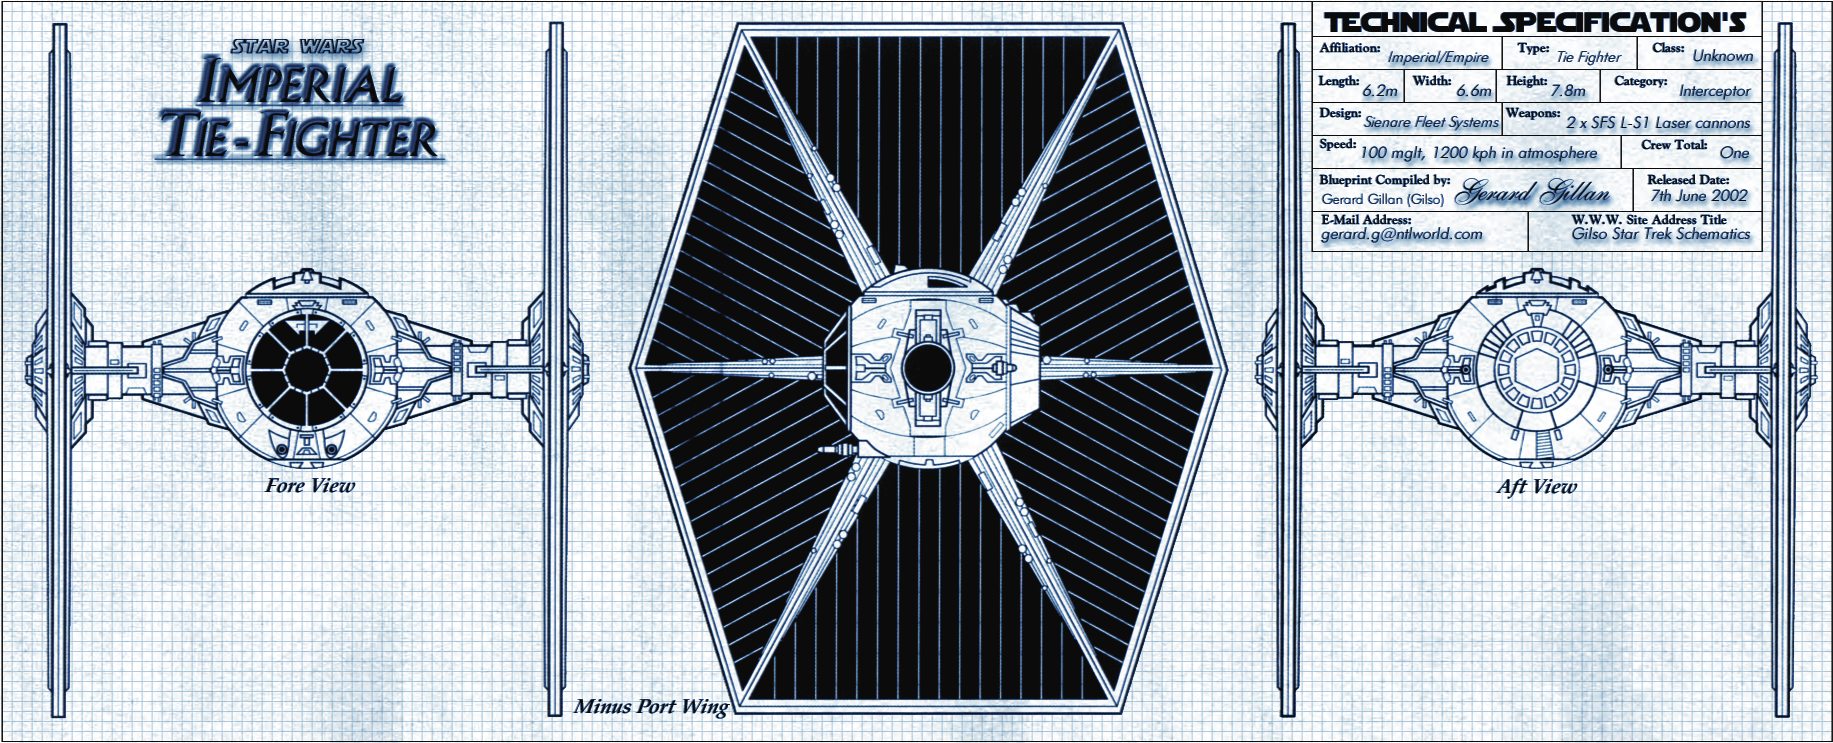 STAR WARS
IMPERIAL
TIE-FIGHTER
TECHNICAL SPECIFICATION'S
Affiliation: Imperial/Empire Type: Tie Fighter Class: Unknown
Length: 6.2m Width: 6.6m Height: 7.8m Category: Interceptor
Design: Sienare Fleet Systems Weapons: 2 x SFS L-S1 Laser cannons
Speed: 100 mglt, 1200 kph in atmosphere Crew Total: One
Blueprint Compiled by: Gerard Gillan Released Date:
Gerard Gillan (Gilso) 7th June 2002
E-Mail Address: W.W.W. Site Address Title
gerard.g@ntlworld.com Gilso Star Trek Schematics
Fore View
Aft View
Minus Port Wing